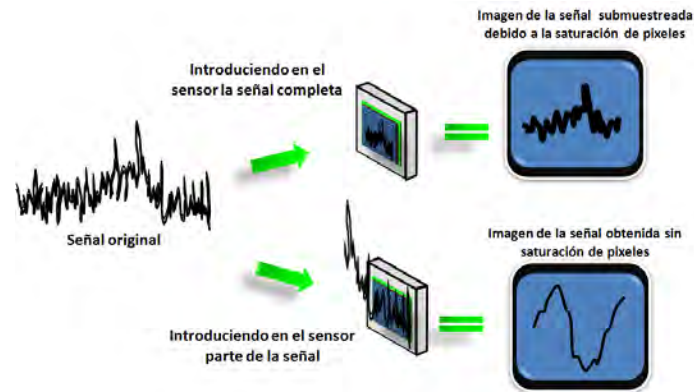 Imagen de la señal submuestreada
debido a la saturación de pixeles
Introduciendo en el
sensor la señal completa
Señal original
Imagen de la señal obtenida sin
saturación de pixeles
Introduciendo en el sensor
parte de la señal